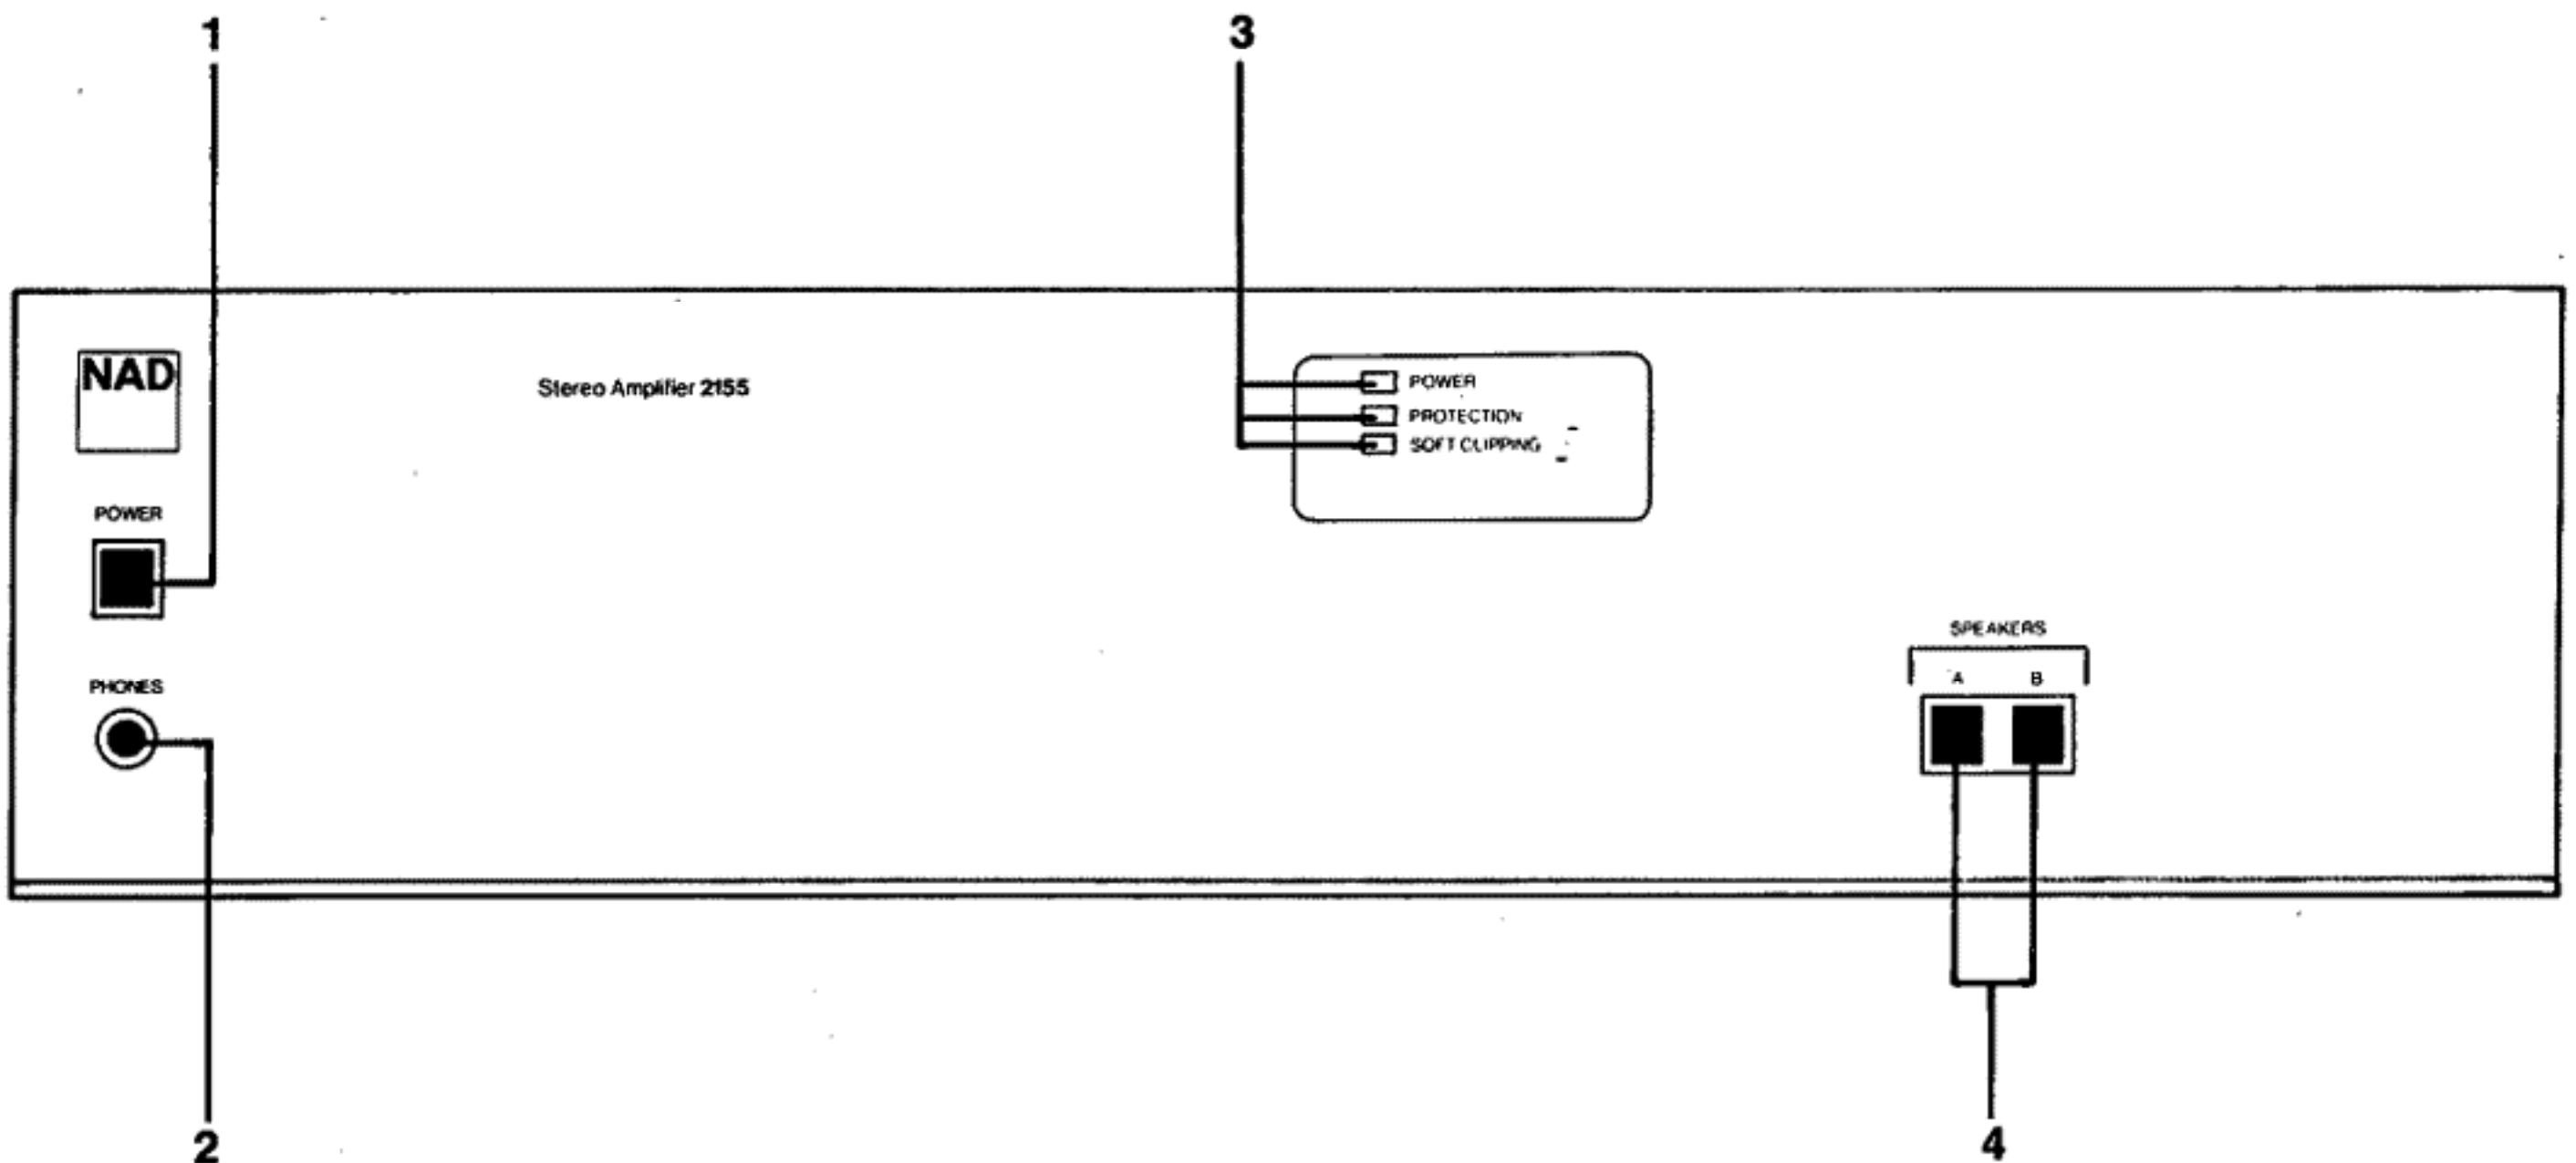 1
3
NAD
Stereo Amplifier 2155
POWER
PROTECTION
SOFT CLIPPING
POWER
SPEAKERS
A B
PHONES
2
4